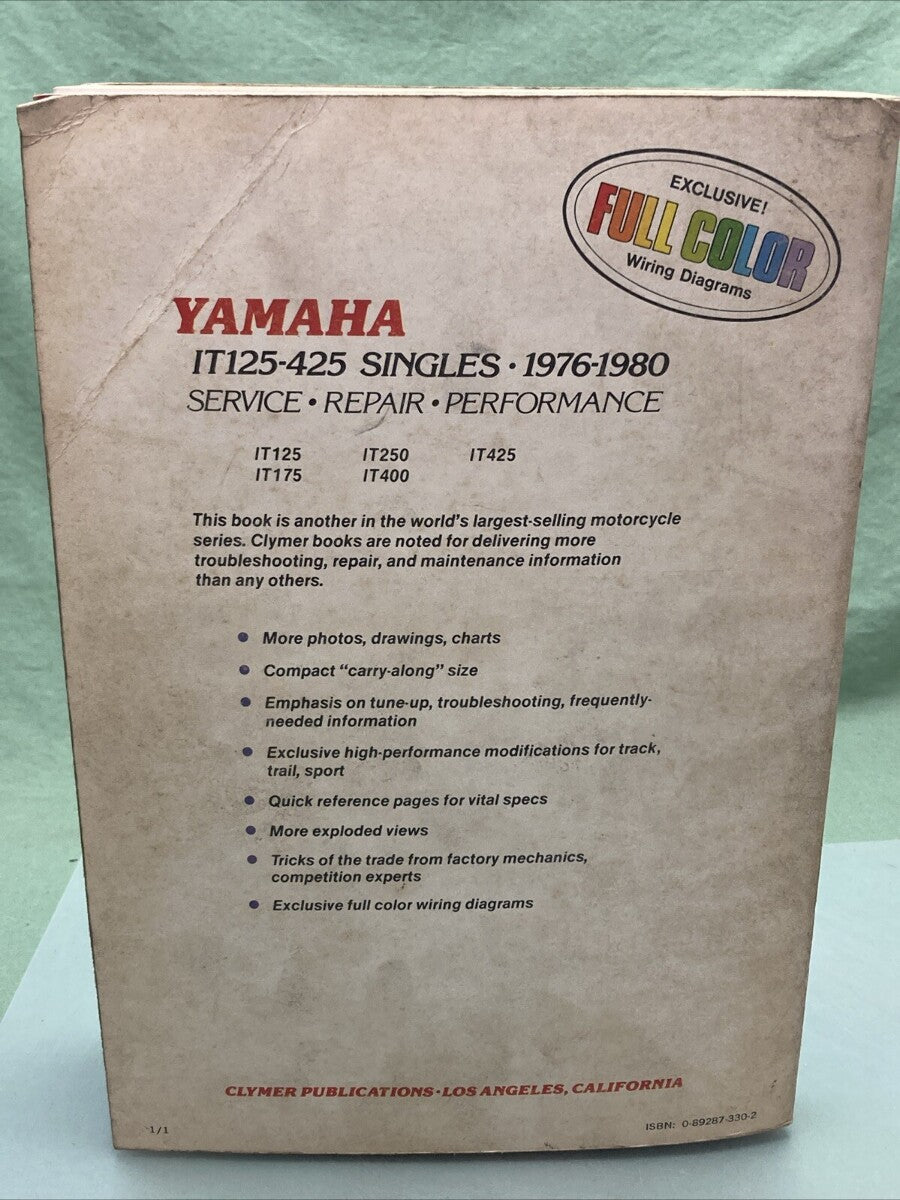 EXCLUSIVE!
FULL COLOR
Wiring Diagrams
YAMAHA
IT125-425 SINGLES • 1976-1980
SERVICE • REPAIR • PERFORMANCE
IT125 IT250 IT425
IT175 IT400
This book is another in the world's largest-selling motorcycle
series. Clymer books are noted for delivering more
troubleshooting, repair, and maintenance information
than any others.
• More photos, drawings, charts
• Compact "carry-along" size
• Emphasis on tune-up, troubleshooting, frequently-
needed information
• Exclusive high-performance modifications for track,
trail, sport
• Quick reference pages for vital specs
• More exploded views
• Tricks of the trade from factory mechanics,
competition experts
• Exclusive full color wiring diagrams
CLYMER PUBLICATIONS • LOS ANGELES, CALIFORNIA
1/1
ISBN: 0-89287-330-2